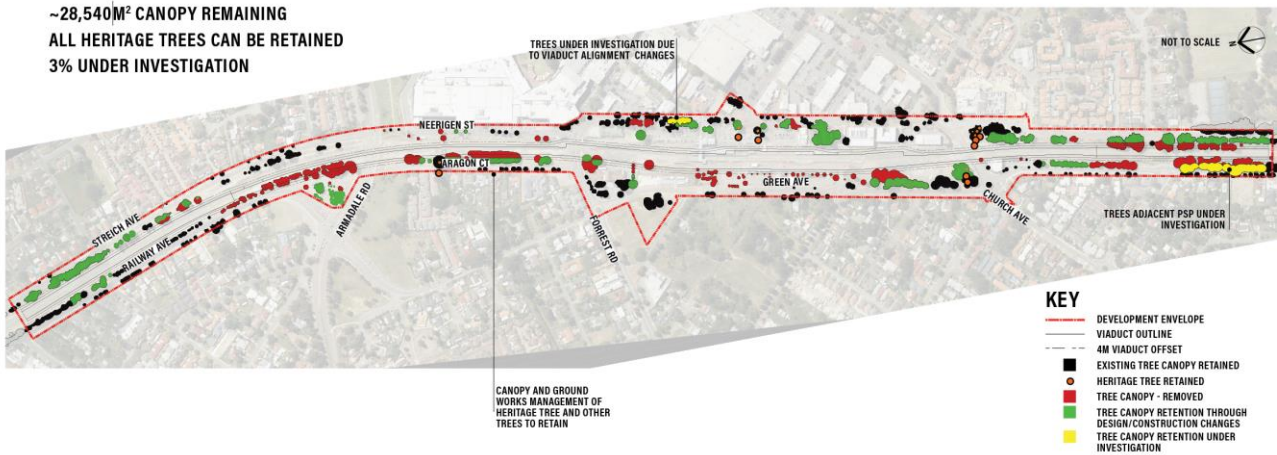 ~28,540M² CANOPY REMAINING
ALL HERITAGE TREES CAN BE RETAINED
3% UNDER INVESTIGATION
TREES UNDER INVESTIGATION DUE
TO VIADUCT ALIGNMENT CHANGES
NOT TO SCALE
NEERIGEN ST
ARAGON CT
GREEN AVE
STREICH AVE
RAILWAY AVE
ARMADALE RD
FORREST RD
CHURCH AVE
TREES ADJACENT PSP UNDER
INVESTIGATION
CANOPY AND GROUND
WORKS MANAGEMENT OF
HERITAGE TREE AND OTHER
TREES TO RETAIN
KEY
DEVELOPMENT ENVELOPE
VIADUCT OUTLINE
4M VIADUCT OFFSET
EXISTING TREE CANOPY RETAINED
HERITAGE TREE RETAINED
TREE CANOPY - REMOVED
TREE CANOPY RETENTION THROUGH
DESIGN/CONSTRUCTION CHANGES
TREE CANOPY RETENTION UNDER
INVESTIGATION